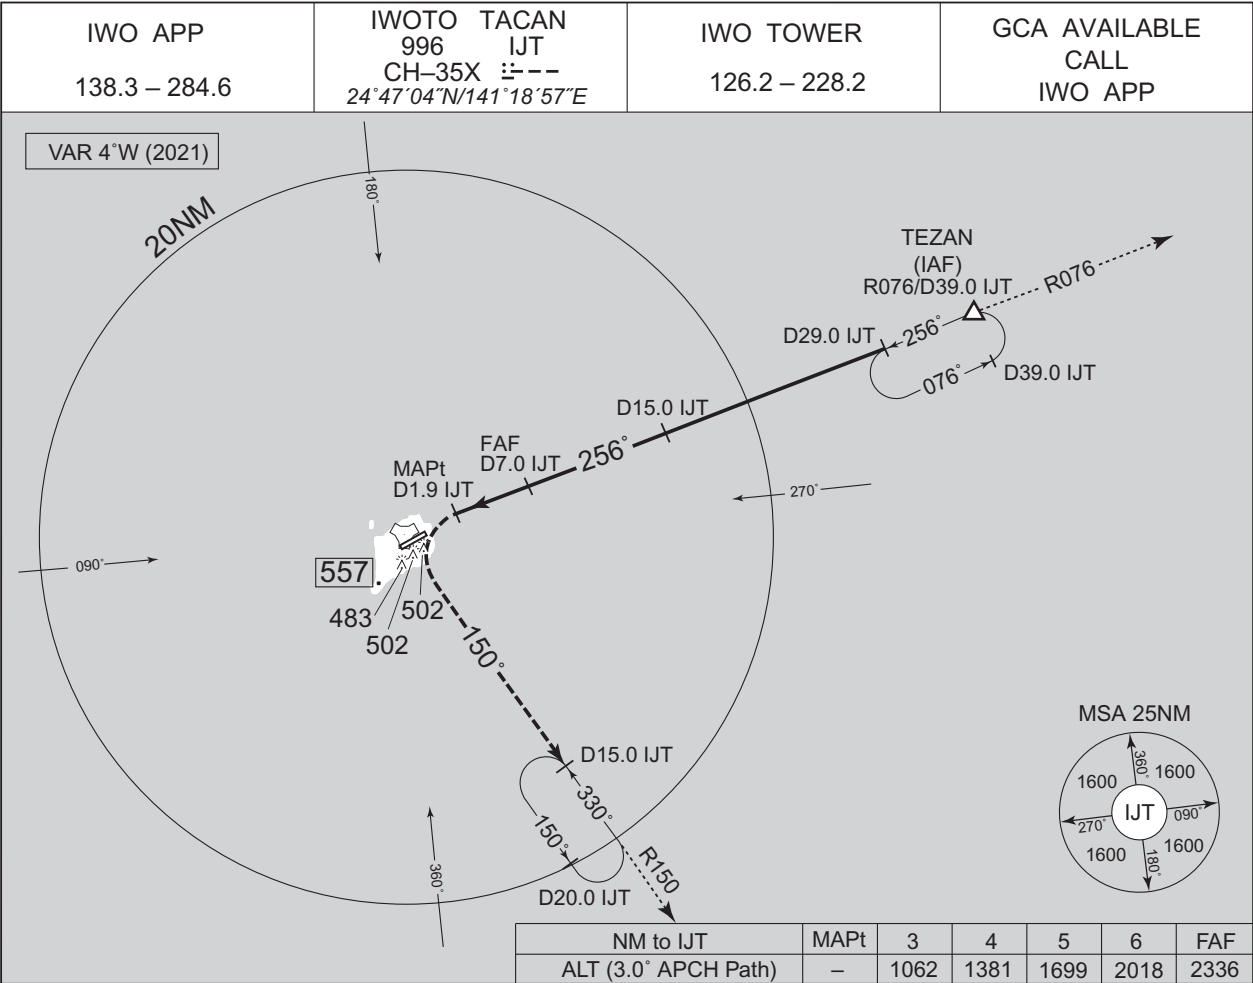 IWO APP
138.3 – 284.6
IWOTO TACAN
996 IJT
CH–35X
24˚47´04˝N/141˚18´57˝E
IWO TOWER
126.2 – 228.2
GCA AVAILABLE
CALL
IWO APP
VAR 4˚W (2021)
180˚
20NM
TEZAN
(IAF)
R076/D39.0 IJT
R076
D29.0 IJT
256˚
076˚
D39.0 IJT
D15.0 IJT
256˚
FAF
D7.0 IJT
MAPt
D1.9 IJT
270˚
090˚
557
483
502
502
150˚
D15.0 IJT
330˚
150˚
D20.0 IJT
R150
360˚
MSA 25NM
360˚
1600
1600
IJT
270˚
090˚
1600
1600
180˚
NM to IJT MAPt 3 4 5 6 FAF
ALT (3.0˚ APCH Path) – 1062 1381 1699 2018 2336